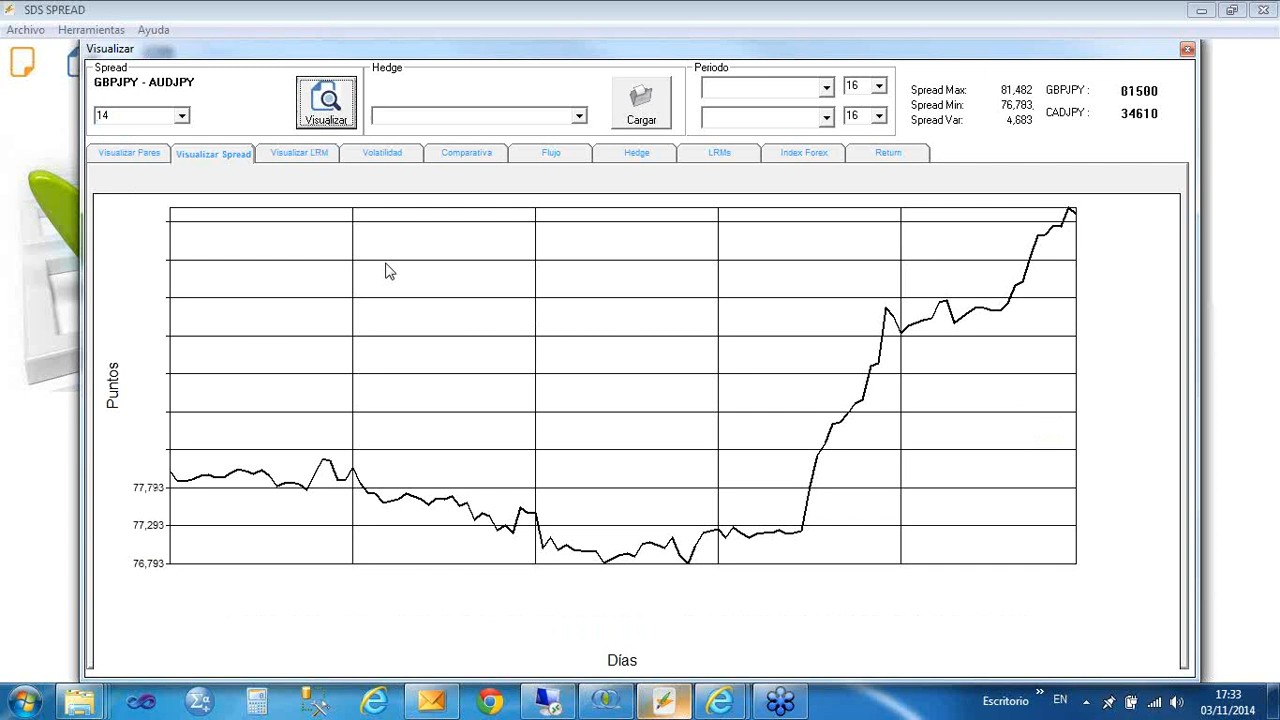 SDS SPREAD
Archivo Herramientas Ayuda
Visualizar
Spread Hedge Periodo
GBPJPY - AUDJPY
14
Visualizar
Cargar
16
16
Spread Max: 81,482
Spread Min: 76,793
Spread Var: 4,683
GBPJPY : 81500
CADJPY : 34610
Visualizar Pares Visualizar Spread Visualizar LRM Volatilidad Comparativa Flujo Hedge LRMs Index Forex Return
Puntos
77,793
77,293
76,793
Días
Escritorio
EN
17:33
03/11/2014